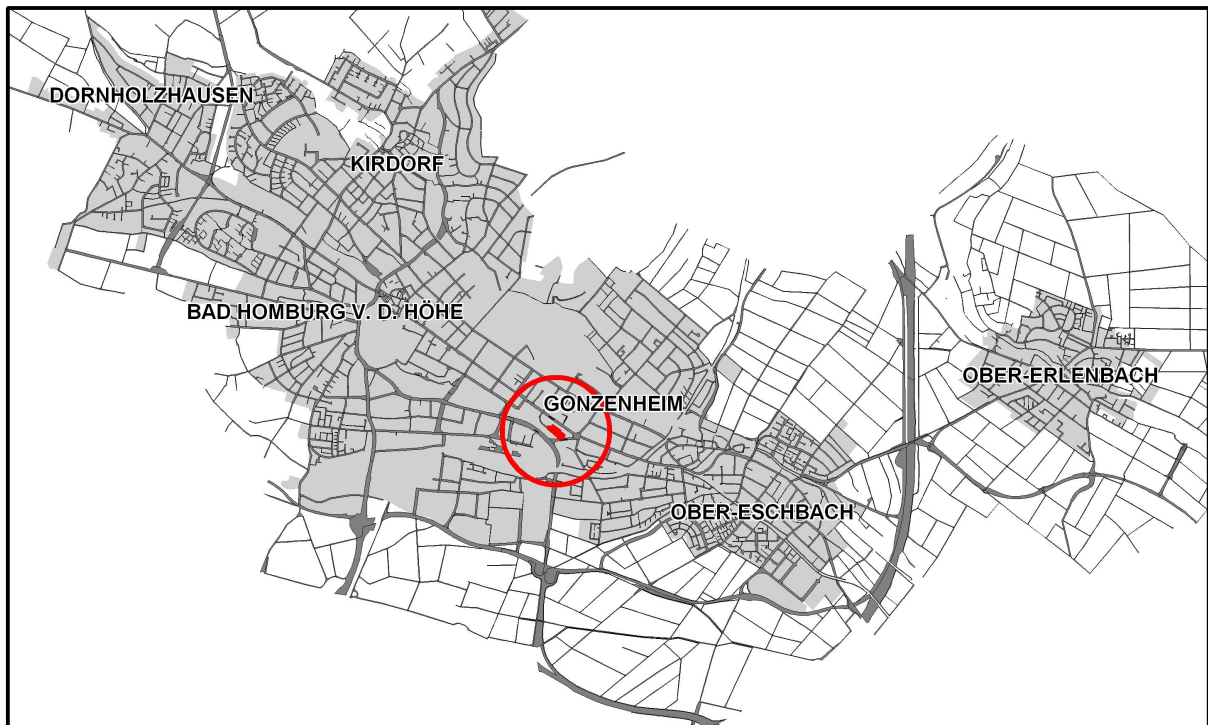 DORNHOLZHAUSEN
KIRDORF
BAD HOMBURG V. D. HÖHE
OBER-ERLENBACH
GONZENHEIM
OBER-ESCHBACH